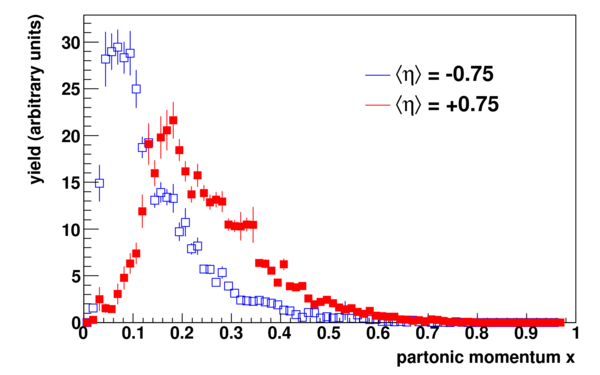 yield (arbitrary units)
30
25
20
15
10
5
0
⟨η⟩ = -0.75
⟨η⟩ = +0.75
0 0.1 0.2 0.3 0.4 0.5 0.6 0.7 0.8 0.9 1
partonic momentum x